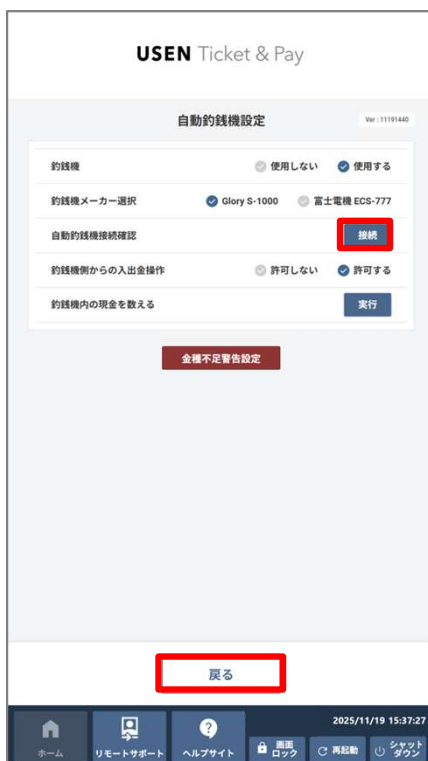 USEN Ticket & Pay
自動釣銭機設定 Ver : 11191440
釣銭機 使用しない 使用する
釣銭機メーカー選択 Glory S-1000 富士電機 ECS-777
自動釣銭機接続確認 接続
釣銭機側からの入出金操作 許可しない 許可する
釣銭機内の現金を数える 実行
金種不足警告設定
戻る
2025/11/19 15:37:27
ホーム リモートサポート ヘルプサイト 画面ロック 再起動 シャットダウン